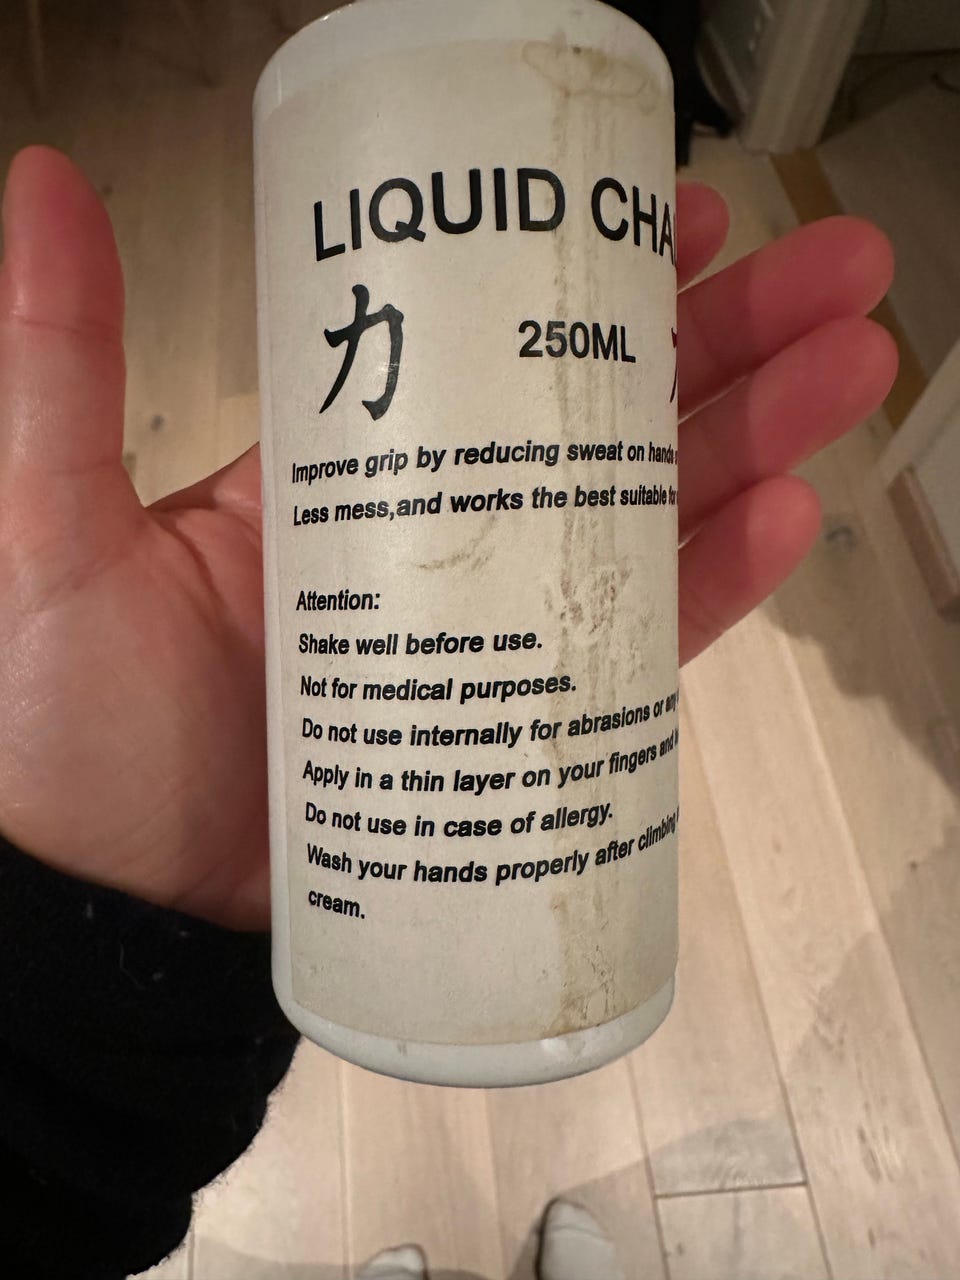 LIQUID
力
250ML
Improve grip by reducing sweat on hands
Less mess,and works the best suitable for
Attention:
Shake well before use.
Not for medical purposes.
Do not use internally for abrasions or any
Apply in a thin layer on your fingers and
Do not use in case of allergy.
Wash your hands properly after climbing
cream.